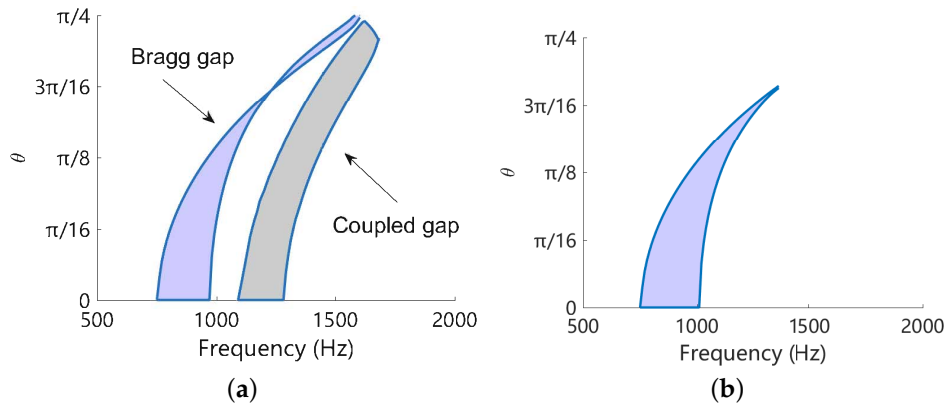 π/4
Bragg gap
3π/16
θ
π/8
Coupled gap
π/16
0
500
1000
1500
2000
Frequency (Hz)
(a)
π/4
3π/16
θ
π/8
π/16
0
500
1000
1500
2000
Frequency (Hz)
(b)